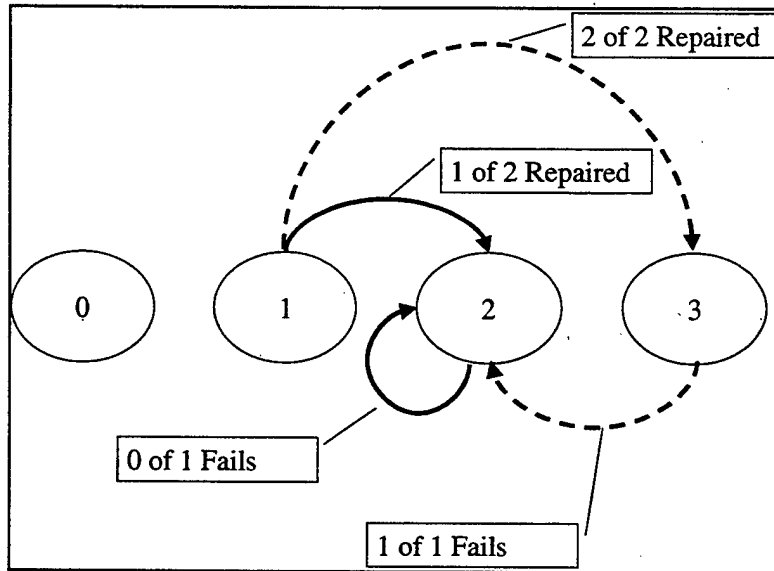 2 of 2 Repaired
1 of 2 Repaired
0
1
2
3
0 of 1 Fails
1 of 1 Fails